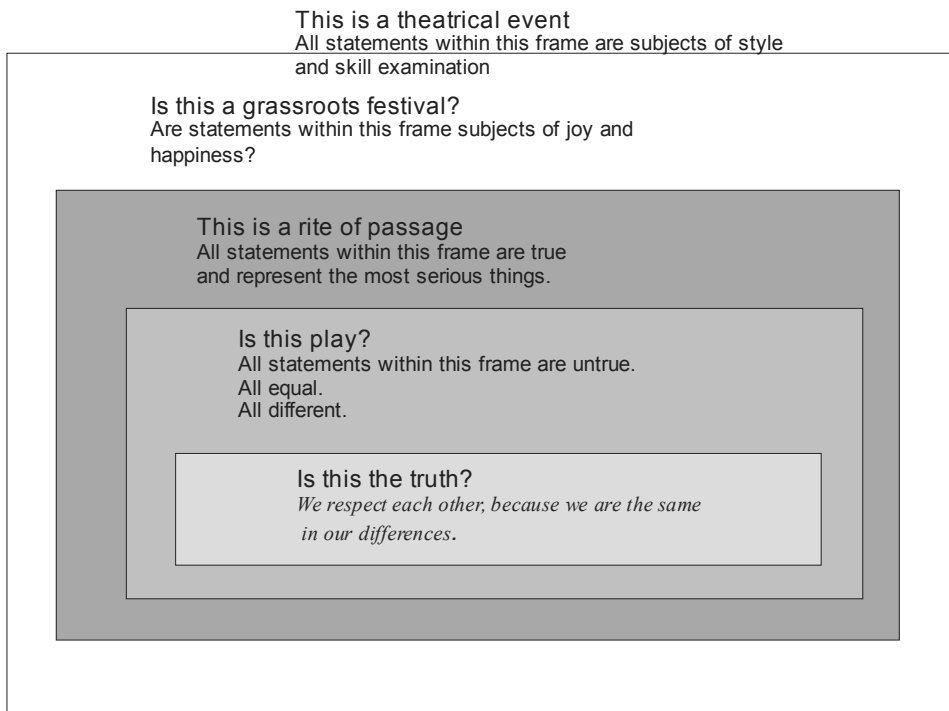 This is a theatrical event
All statements within this frame are subjects of style
and skill examination
Is this a grassroots festival?
Are statements within this frame subjects of joy and
happiness?
This is a rite of passage
All statements within this frame are true
and represent the most serious things.
Is this play?
All statements within this frame are untrue.
All equal.
All different.
Is this the truth?
We respect each other, because we are the same
in our differences.